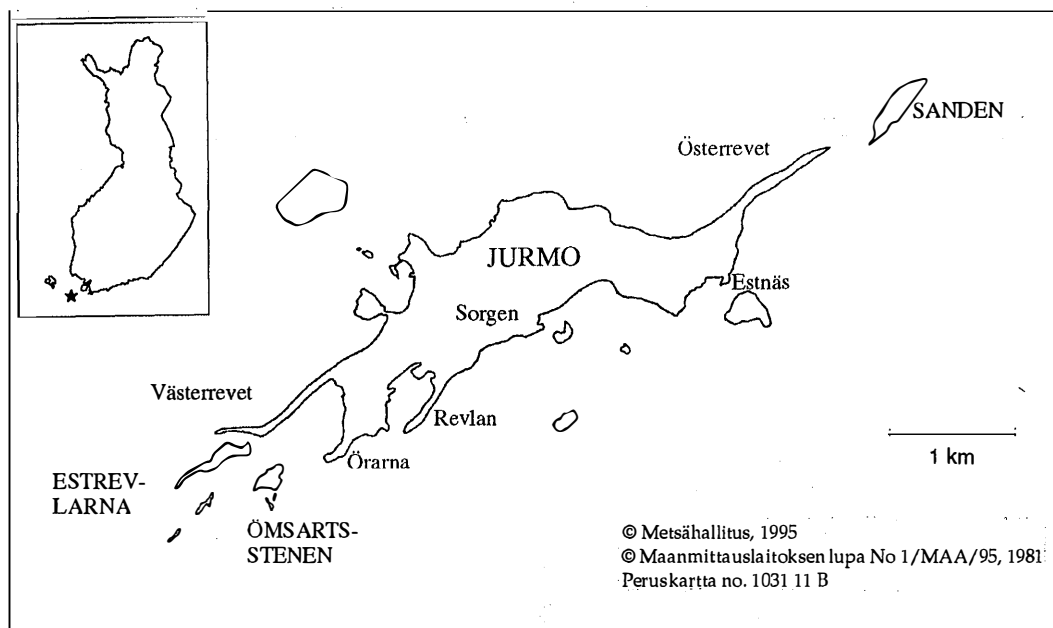 SANDEN
Österrevet
JURMO
Estnäs
Sorgen
Västerrevet
Revlan
Örarna
1 km
ESTREV-
LARNA
ÖMSARTS-
STENEN
© Metsähallitus, 1995
© Maanmittauslaitoksen lupa No 1/MAA/95, 1981
Peruskartta no. 1031 11 B